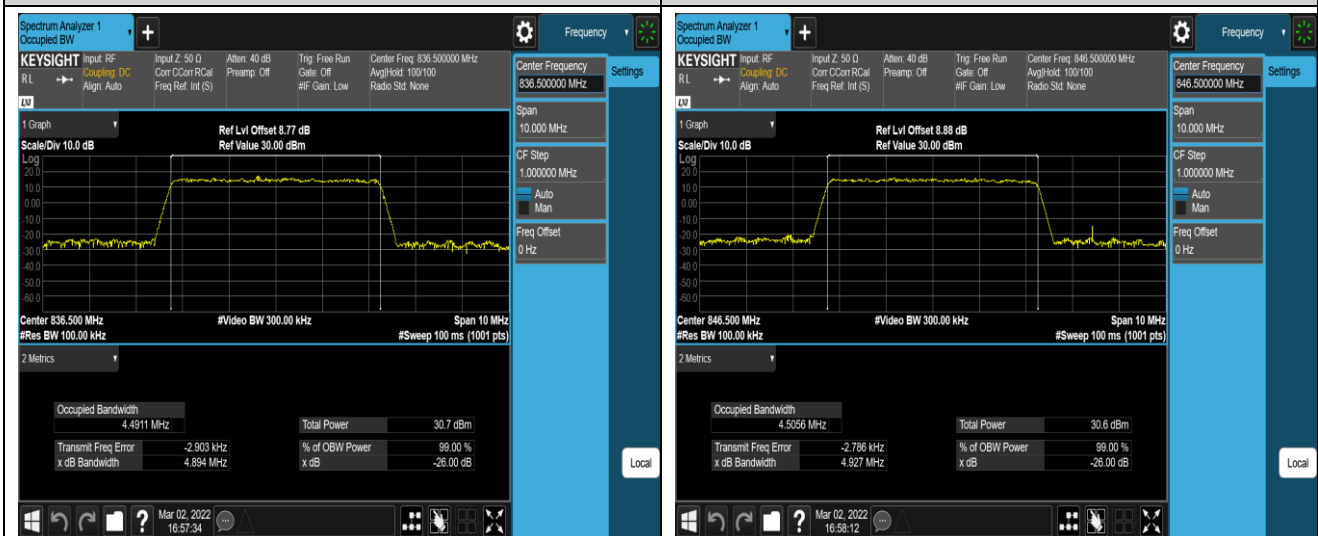 Spectrum Analyzer 1
Occupied BW
+
Frequency
KEYSIGHT Input: RF Input Z: 50 Ω Atten: 40 dB Trig: Free Run Center Freq: 836.500000 MHz
R L Coupling: DC Corr CCorr RCal Preamp: Off Gate: Off Avg|Hold: 100/100
Align: Auto Freq Ref: Int (S) #IF Gain: Low Radio Std: None
LXI
Center Frequency
836.500000 MHz
Settings
Span
10.000 MHz
CF Step
1.000000 MHz
Auto
Man
Freq Offset
0 Hz
Local
1 Graph
Ref Lvl Offset 8.77 dB
Scale/Div 10.0 dB Ref Value 30.00 dBm
Log
20.0
10.0
0.00
-10.0
-20.0
-30.0
-40.0
-50.0
-60.0
Center 836.500 MHz #Video BW 300.00 kHz Span 10 MHz
#Res BW 100.00 kHz #Sweep 100 ms (1001 pts)
2 Metrics
Occupied Bandwidth
4.4911 MHz Total Power 30.7 dBm
Transmit Freq Error -2.903 kHz % of OBW Power 99.00 %
x dB Bandwidth 4.894 MHz x dB -26.00 dB
? Mar 02, 2022
16:57:34
Spectrum Analyzer 1
Occupied BW
+
Frequency
KEYSIGHT Input: RF Input Z: 50 Ω Atten: 40 dB Trig: Free Run Center Freq: 846.500000 MHz
R L Coupling: DC Corr CCorr RCal Preamp: Off Gate: Off Avg|Hold: 100/100
Align: Auto Freq Ref: Int (S) #IF Gain: Low Radio Std: None
LXI
Center Frequency
846.500000 MHz
Settings
Span
10.000 MHz
CF Step
1.000000 MHz
Auto
Man
Freq Offset
0 Hz
Local
1 Graph
Ref Lvl Offset 8.88 dB
Scale/Div 10.0 dB Ref Value 30.00 dBm
Log
20.0
10.0
0.00
-10.0
-20.0
-30.0
-40.0
-50.0
-60.0
Center 846.500 MHz #Video BW 300.00 kHz Span 10 MHz
#Res BW 100.00 kHz #Sweep 100 ms (1001 pts)
2 Metrics
Occupied Bandwidth
4.5056 MHz Total Power 30.6 dBm
Transmit Freq Error -2.786 kHz % of OBW Power 99.00 %
x dB Bandwidth 4.927 MHz x dB -26.00 dB
? Mar 02, 2022
16:58:12